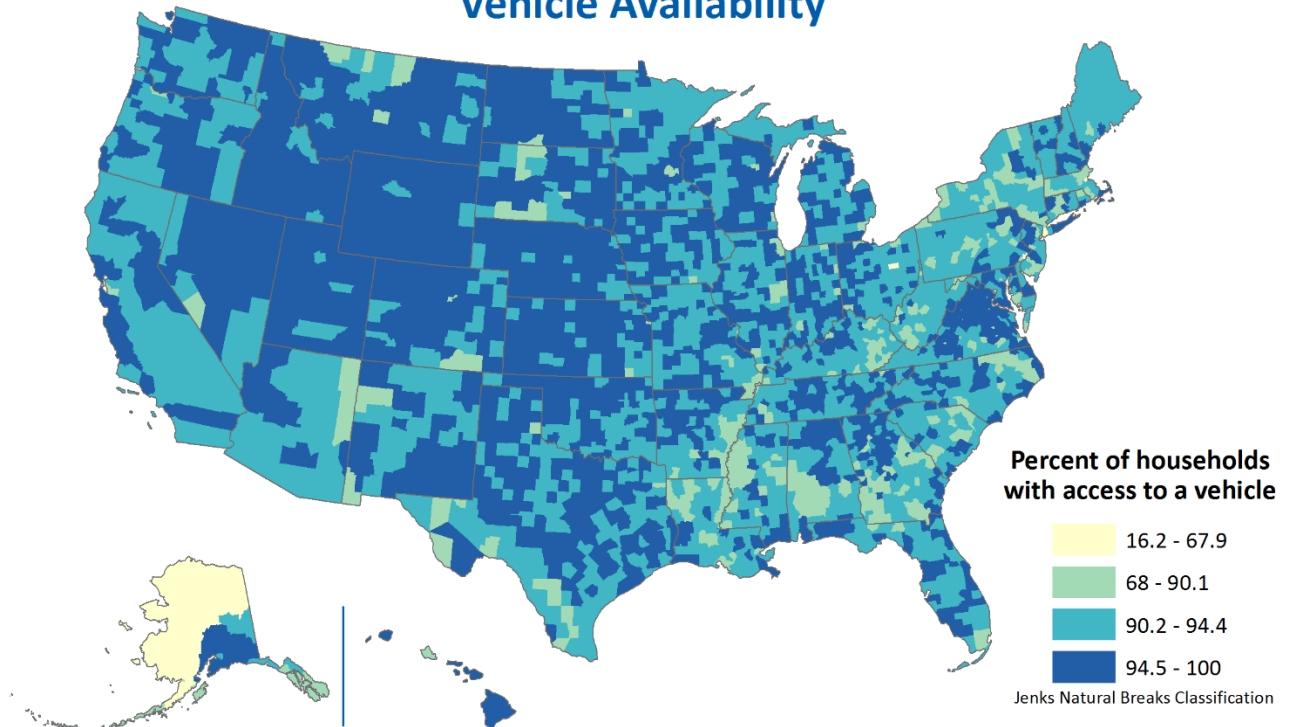 Vehicle Availability
Percent of households
with access to a vehicle
16.2 - 67.9
68 - 90.1
90.2 - 94.4
94.5 - 100
Jenks Natural Breaks Classification